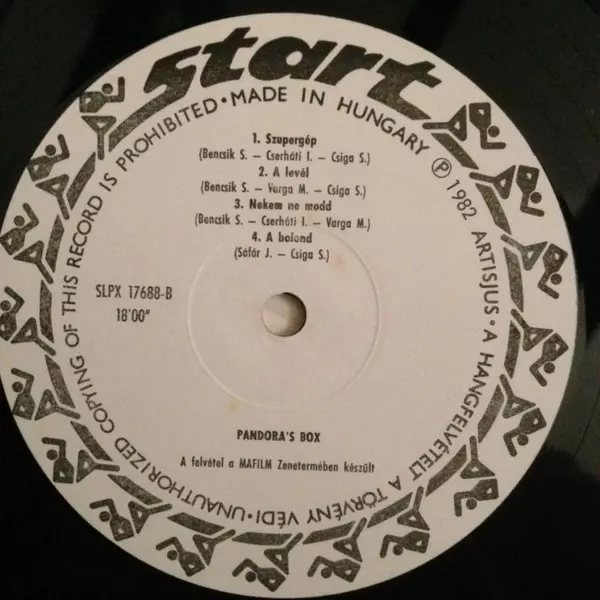 start
UNAUTHORIZED COPYING OF THIS RECORD IS PROHIBITED • MADE IN HUNGARY Ⓟ 1982 ARTISJUS • A HANGFELVÉTELT A TÖRVÉNY VÉDI •
1. Szupergép
(Bencsik S. – Cserháti I. – Csiga S.)
2. A levél
(Bencsik S. – Varga M. – Csiga S.)
3. Nekem ne modd
(Bencsik S. – Cserháti I. – Varga M.)
4. A bolond
(Sáfár J. – Csiga S.)
SLPX 17688-B
18'00"
PANDORA'S BOX
A felvétel a MAFILM Zenetermében készült